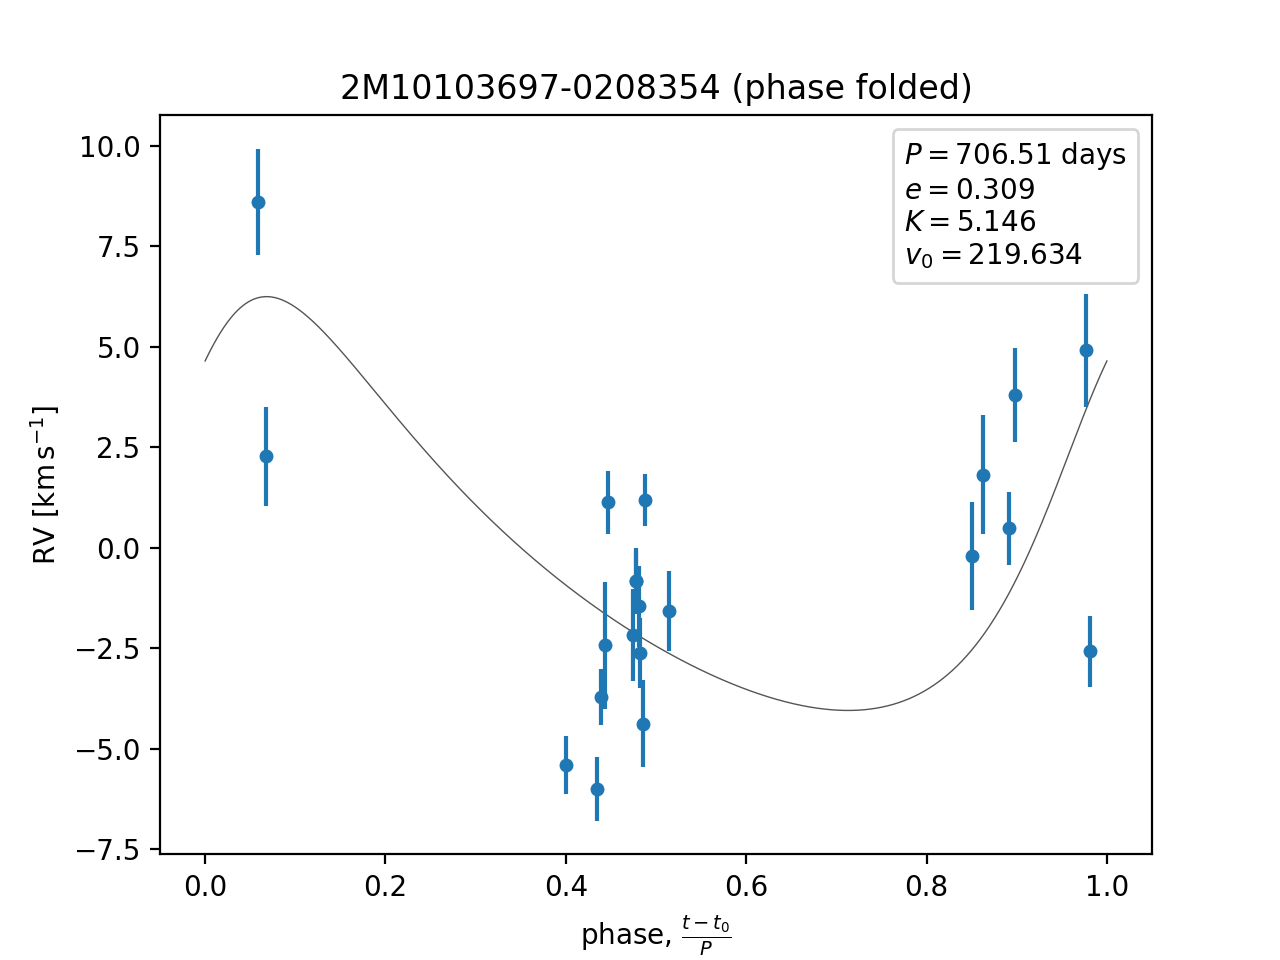 2M10103697-0208354 (phase folded)
P = 706.51 days
e = 0.309
K = 5.146
v₀ = 219.634
10.0
7.5
5.0
2.5
0.0
−2.5
−5.0
−7.5
RV [km s⁻¹]
0.0 0.2 0.4 0.6 0.8 1.0
phase, (t − t₀)/P